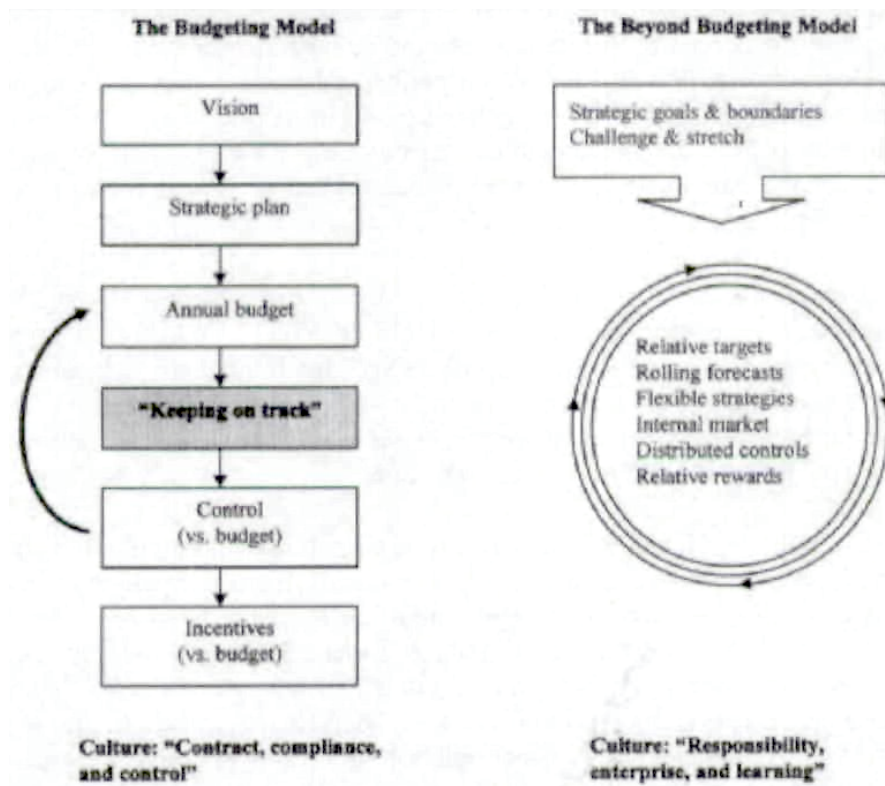 The Budgeting Model
Vision
Strategic plan
Annual budget
"Keeping on track"
Control
(vs. budget)
Incentives
(vs. budget)
Culture: "Contract, compliance,
and control"
The Beyond Budgeting Model
Strategic goals & boundaries
Challenge & stretch
Relative targets
Rolling forecasts
Flexible strategies
Internal market
Distributed controls
Relative rewards
Culture: "Responsibility,
enterprise, and learning"